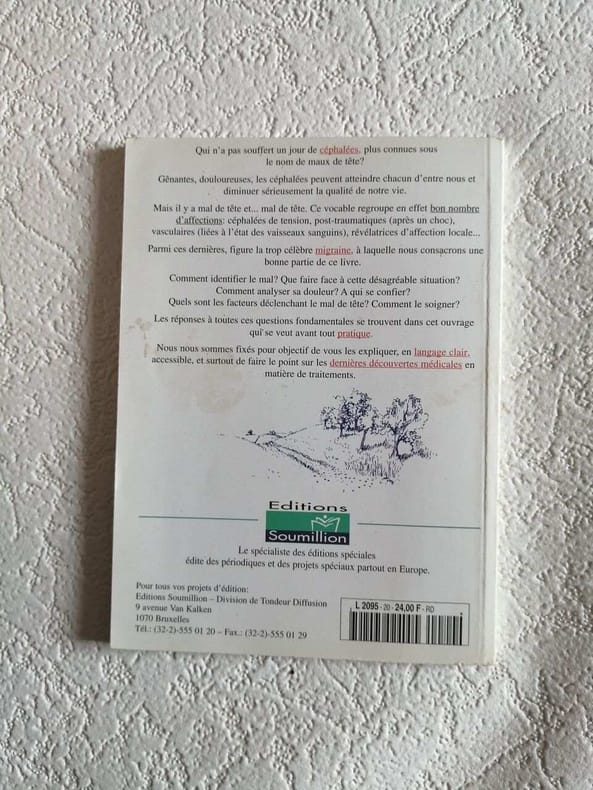 Qui n'a pas souffert un jour de céphalées, plus connues sous
le nom de maux de tête?
Gênantes, douloureuses, les céphalées peuvent atteindre chacun d'entre nous et
diminuer sérieusement la qualité de notre vie.
Mais il y a mal de tête et... mal de tête. Ce vocable regroupe en effet bon nombre
d'affections: céphalées de tension, post-traumatiques (après un choc),
vasculaires (liées à l'état des vaisseaux sanguins), révélatrices d'affection locale...
Parmi ces dernières, figure la trop célèbre migraine, à laquelle nous consacrons une
bonne partie de ce livre.
Comment identifier le mal? Que faire face à cette désagréable situation?
Comment analyser sa douleur? A qui se confier?
Quels sont les facteurs déclenchant le mal de tête? Comment le soigner?
Les réponses à toutes ces questions fondamentales se trouvent dans cet ouvrage
qui se veut avant tout pratique.
Nous nous sommes fixés pour objectif de vous les expliquer, en langage clair,
accessible, et surtout de faire le point sur les dernières découvertes médicales en
matière de traitements.
Editions
Soumillion
Le spécialiste des éditions spéciales
édite des périodiques et des projets spéciaux partout en Europe.
Pour tous vos projets d'édition:
Editions Soumillion – Division de Tondeur Diffusion
9 avenue Van Kalken
1070 Bruxelles
Tél.: (32-2)-555 01 20 – Fax.: (32-2)-555 01 29
L 2095 - 20 - 24,00 F - RD